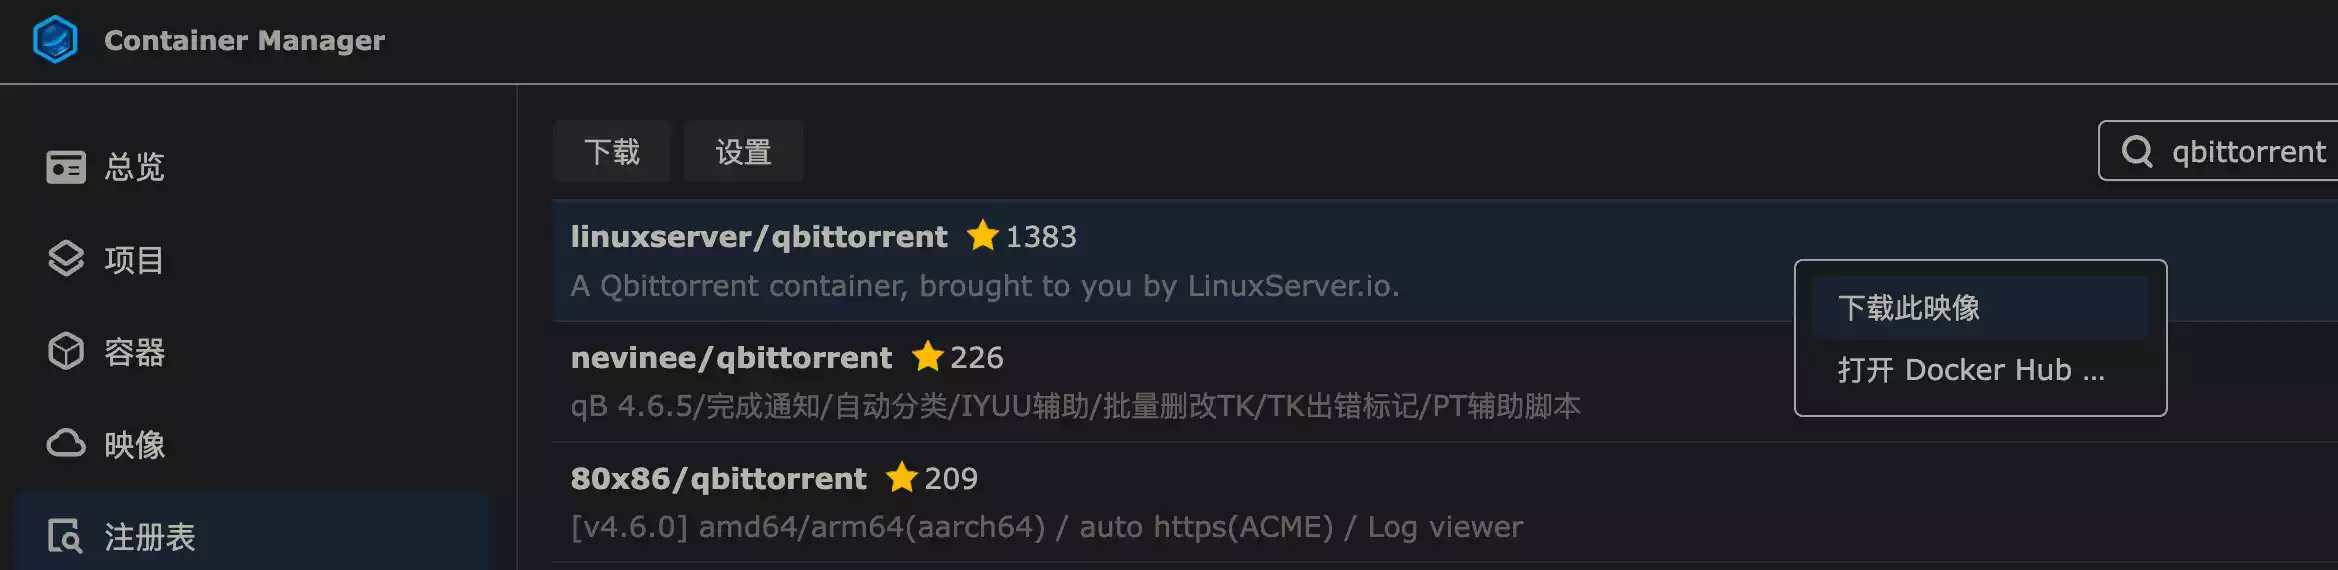 Container Manager
总览
项目
容器
映像
注册表
下载
设置
qbittorrent
linuxserver/qbittorrent 1383
A Qbittorrent container, brought to you by LinuxServer.io.
下载此映像
打开 Docker Hub ...
nevinee/qbittorrent 226
qB 4.6.5/完成通知/自动分类/IYUU辅助/批量删改TK/TK出错标记/PT辅助脚本
80x86/qbittorrent 209
[v4.6.0] amd64/arm64(aarch64) / auto https(ACME) / Log viewer